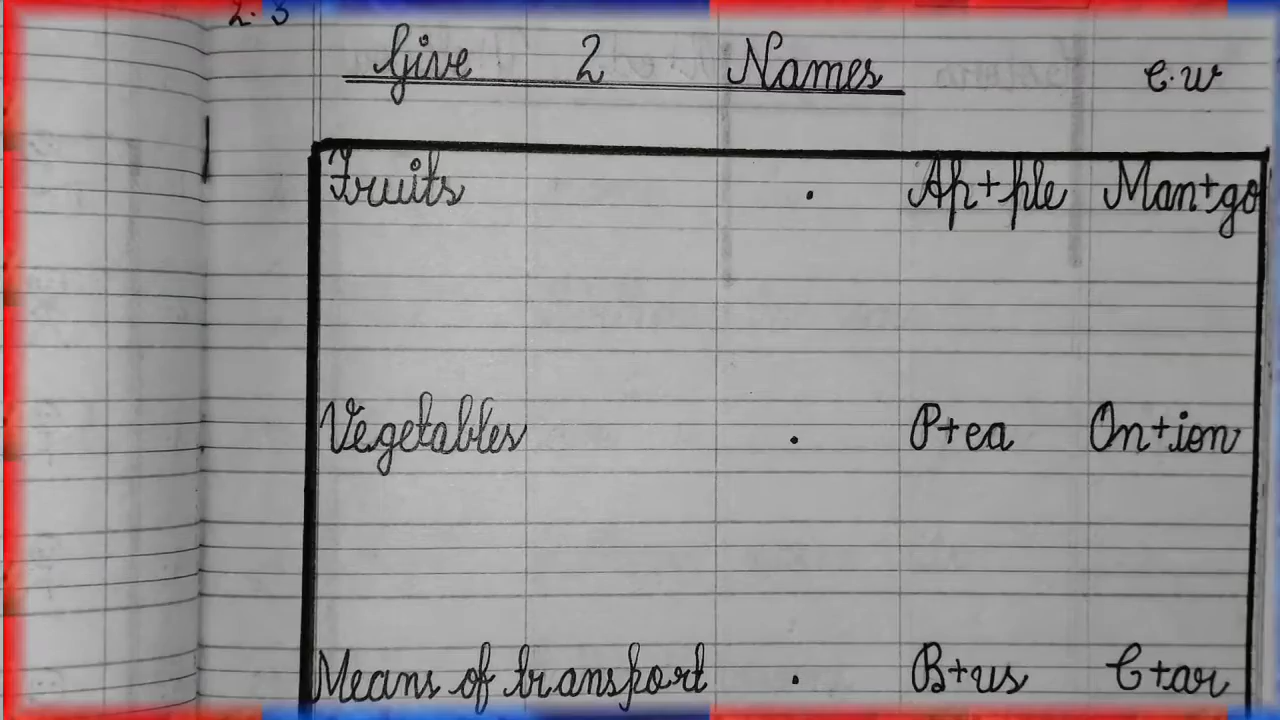 2.3
Give 2 Names C.W
Fruits . Ap+ple Man+go
Vegetables . P+ea On+ion
Means of transport . B+us C+ar